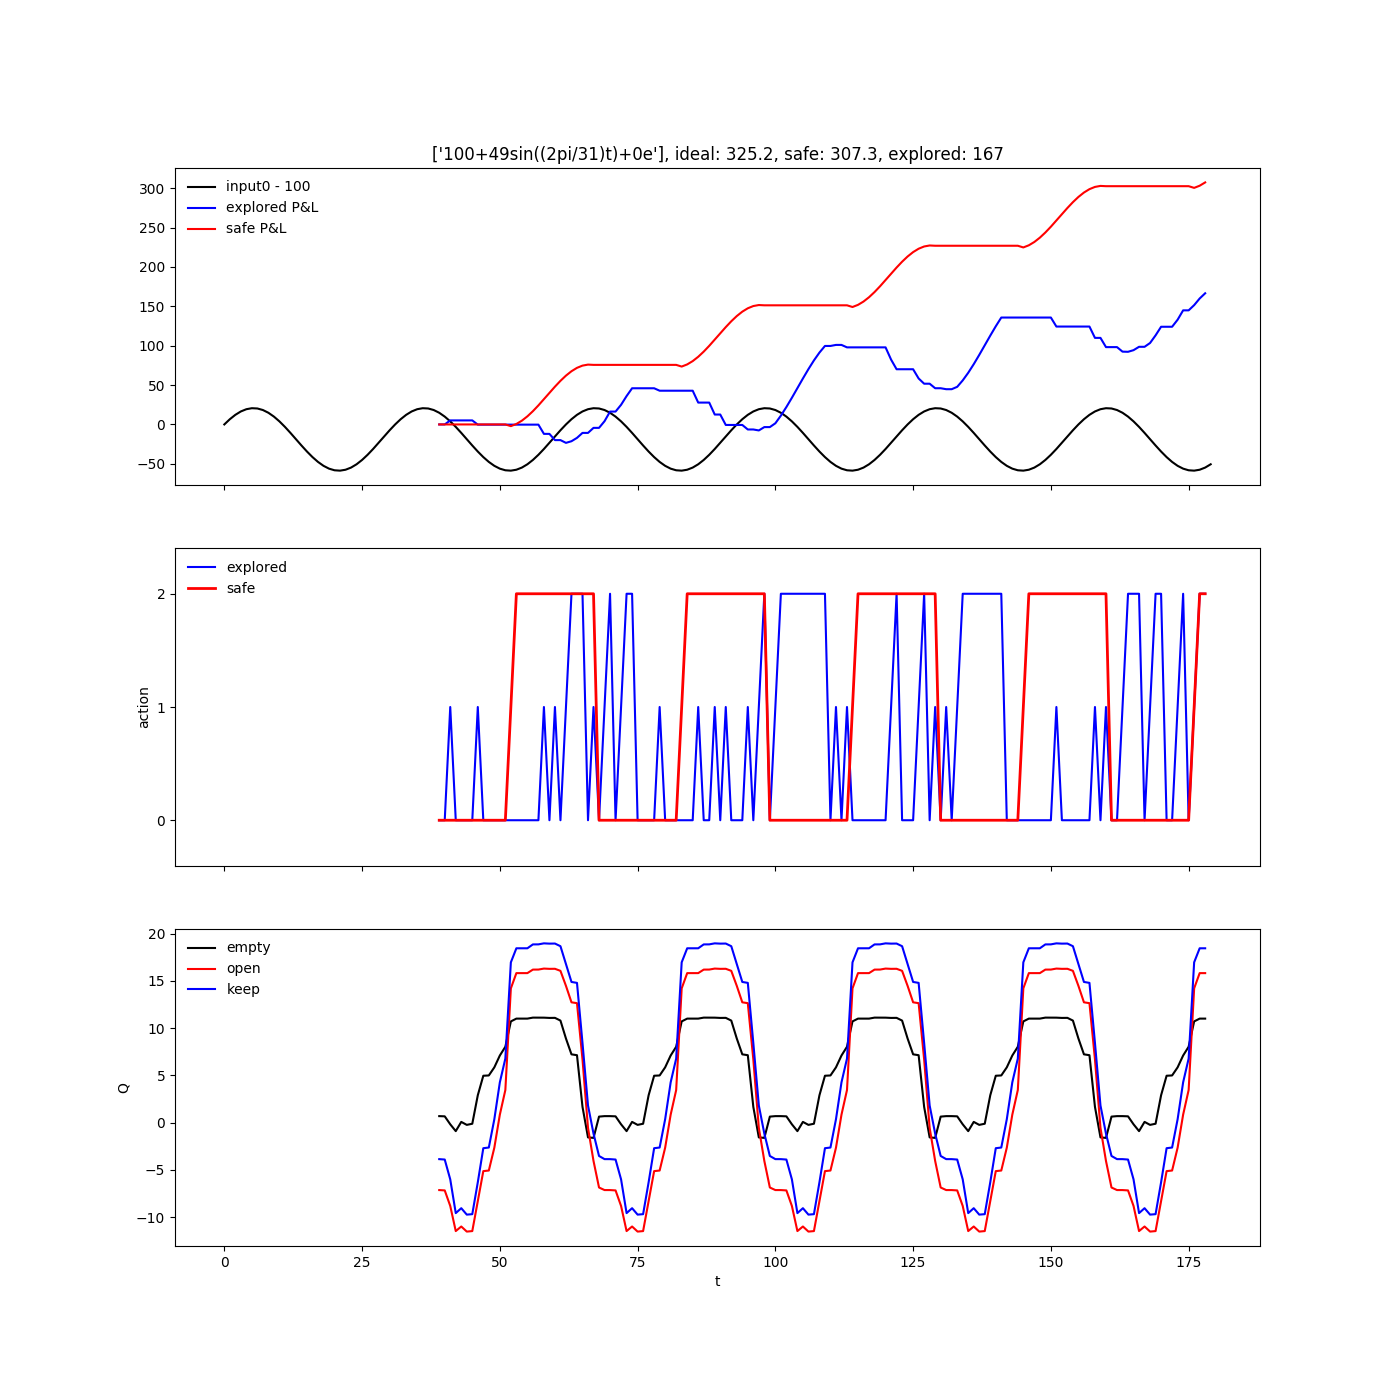 ['100+49sin((2pi/31)t)+0e'], ideal: 325.2, safe: 307.3, explored: 167
300
250
200
150
100
50
0
−50
input0 - 100
explored P&L
safe P&L
2
1
0
action
explored
safe
20
15
10
5
0
−5
−10
Q
empty
open
keep
0
25
50
75
100
125
150
175
t